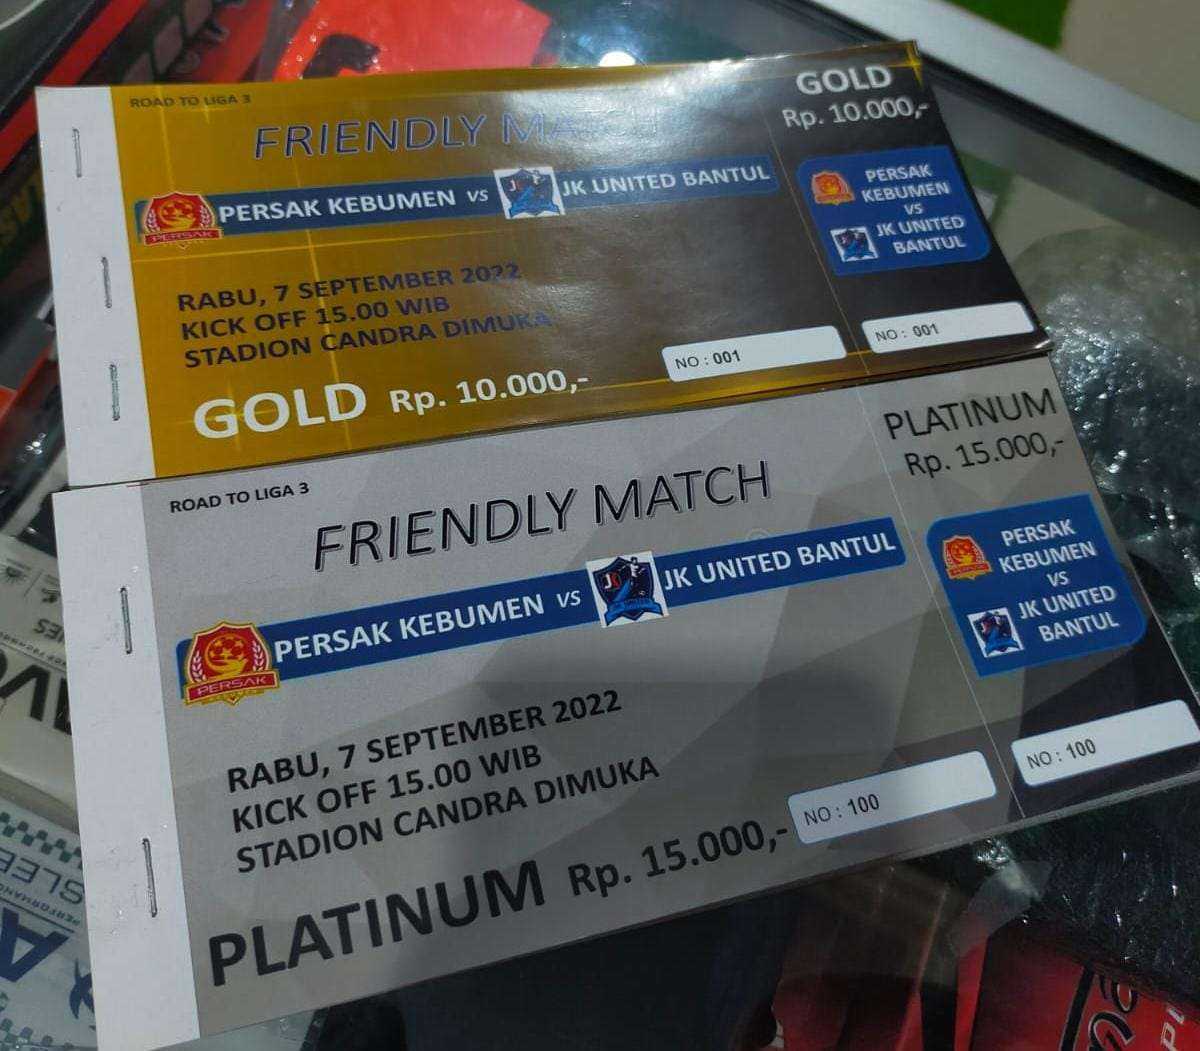 ROAD TO LIGA 3
FRIENDLY MATCH
PERSAK
PERSAK KEBUMEN VS JK UNITED BANTUL
RABU, 7 SEPTEMBER 2022
KICK OFF 15.00 WIB
STADION CANDRA DIMUKA
GOLD Rp. 10.000,-
NO : 001
GOLD
Rp. 10.000,-
PERSAK
KEBUMEN
VS
JK UNITED
BANTUL
NO : 001
ROAD TO LIGA 3
FRIENDLY MATCH
PERSAK
PERSAK KEBUMEN VS JK UNITED BANTUL
RABU, 7 SEPTEMBER 2022
KICK OFF 15.00 WIB
STADION CANDRA DIMUKA
PLATINUM Rp. 15.000,-
NO : 100
PLATINUM
Rp. 15.000,-
PERSAK
KEBUMEN
VS
JK UNITED
BANTUL
NO : 100